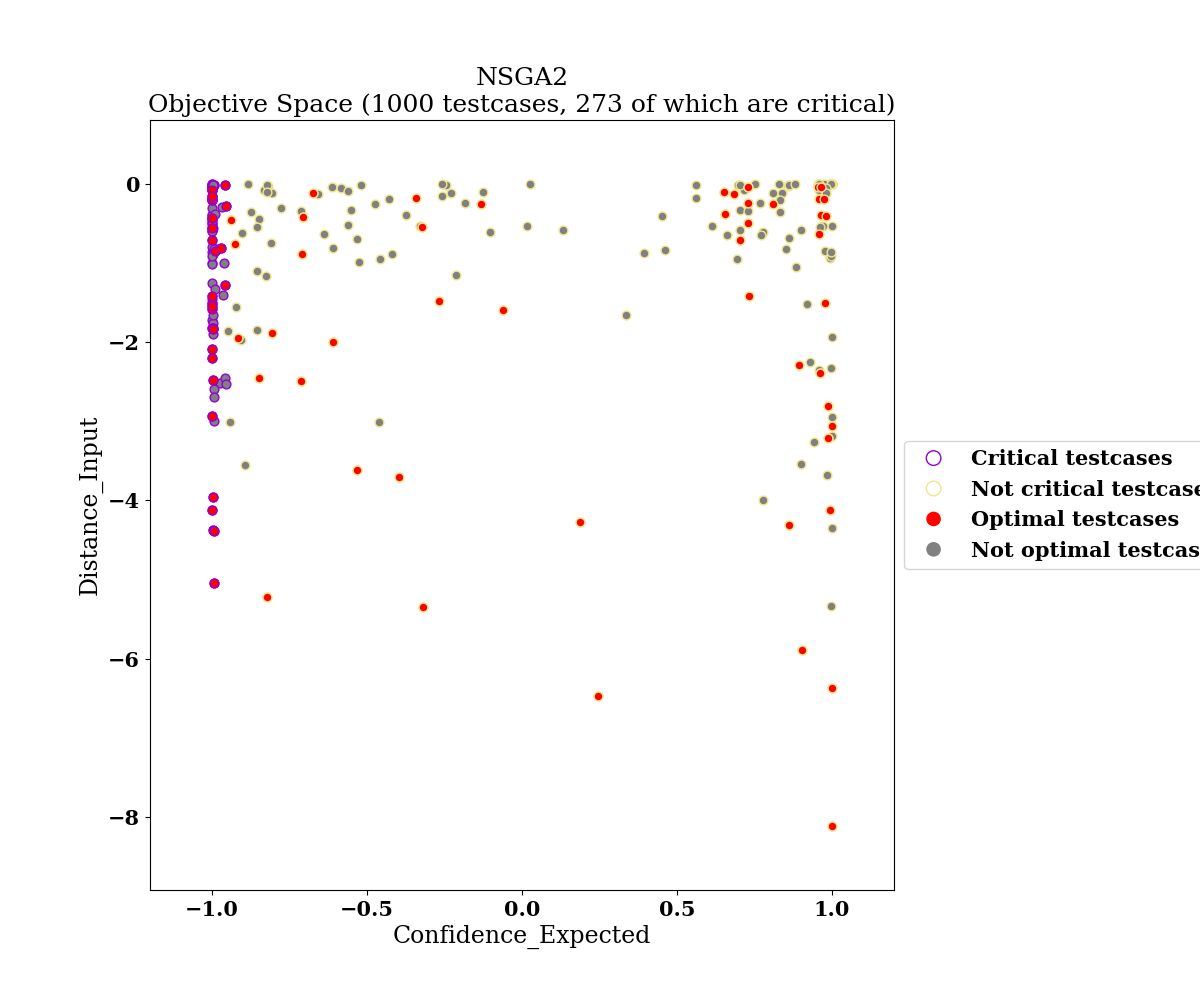 NSGA2
Objective Space (1000 testcases, 273 of which are critical)
0
−2
−4
−6
−8
Distance_Input
−1.0 −0.5 0.0 0.5 1.0
Confidence_Expected
Critical testcases
Not critical testcase
Optimal testcases
Not optimal testcas